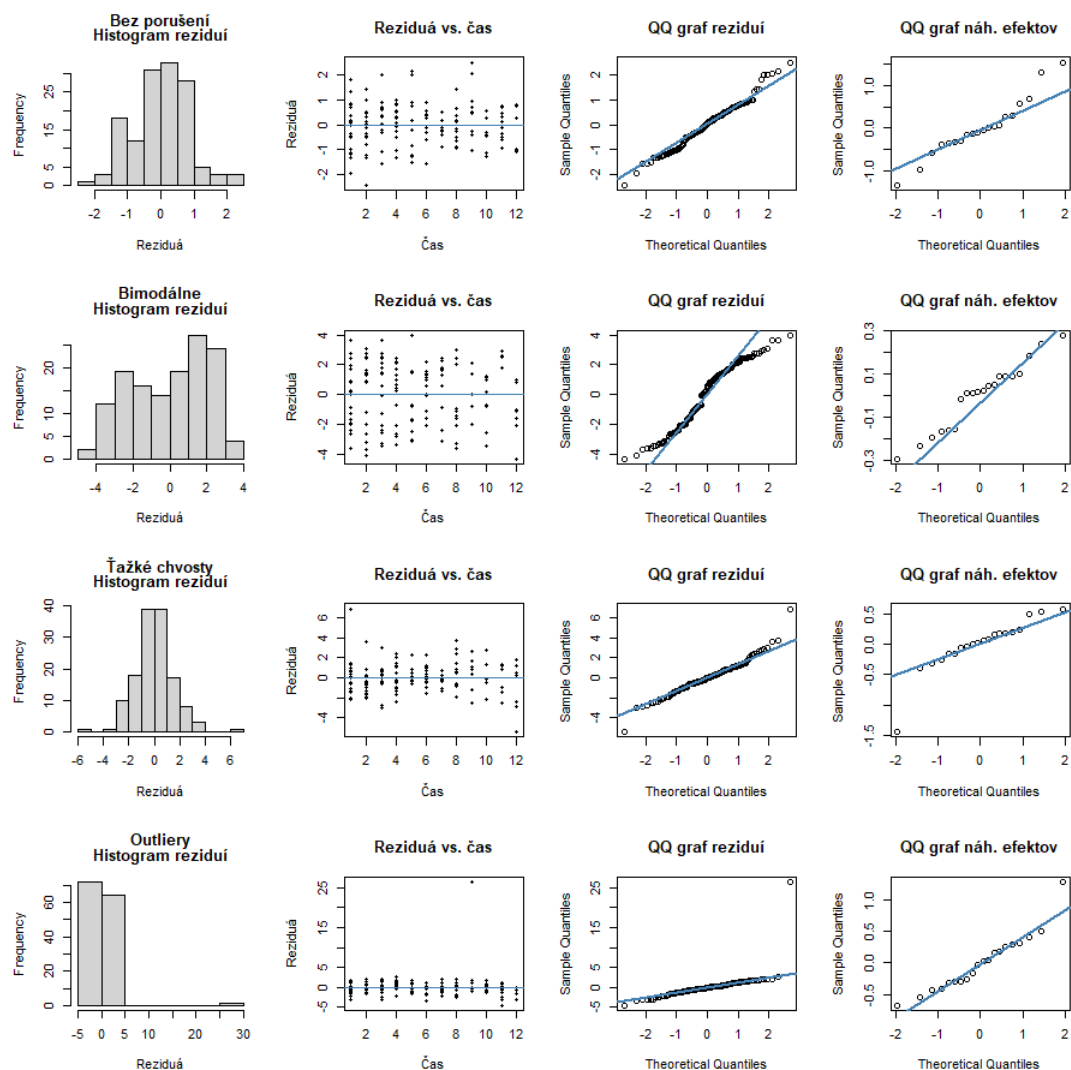 Bez porušení
Histogram reziduí
Frequency
5 15 25
-2 -1 0 1 2
Reziduá
Reziduá vs. čas
Reziduá
-2 -1 0 1 2
2 4 6 8 10 12
Čas
QQ graf reziduí
Sample Quantiles
-2 -1 0 1 2
-2 -1 0 1 2
Theoretical Quantiles
QQ graf náh. efektov
Sample Quantiles
-1.0 0.0 1.0
-2 -1 0 1 2
Theoretical Quantiles
Bimodálne
Histogram reziduí
Frequency
0 5 10 20
-4 -2 0 2 4
Reziduá
Reziduá vs. čas
Reziduá
-4 -2 0 2 4
2 4 6 8 10 12
Čas
QQ graf reziduí
Sample Quantiles
-4 -2 0 2 4
-2 -1 0 1 2
Theoretical Quantiles
QQ graf náh. efektov
Sample Quantiles
-0.3 -0.1 0.1 0.3
-2 -1 0 1 2
Theoretical Quantiles
Ťažké chvosty
Histogram reziduí
Frequency
0 10 20 30 40
-6 -4 -2 0 2 4 6
Reziduá
Reziduá vs. čas
Reziduá
-4 0 2 4 6
2 4 6 8 10 12
Čas
QQ graf reziduí
Sample Quantiles
-4 0 2 4 6
-2 -1 0 1 2
Theoretical Quantiles
QQ graf náh. efektov
Sample Quantiles
-1.5 -0.5 0.0 0.5
-2 -1 0 1 2
Theoretical Quantiles
Outliery
Histogram reziduí
Frequency
0 20 40 60
-5 0 5 10 20 30
Reziduá
Reziduá vs. čas
Reziduá
-5 0 5 15 25
2 4 6 8 10 12
Čas
QQ graf reziduí
Sample Quantiles
-5 0 5 15 25
-2 -1 0 1 2
Theoretical Quantiles
QQ graf náh. efektov
Sample Quantiles
-0.5 0.0 0.5 1.0
-2 -1 0 1 2
Theoretical Quantiles